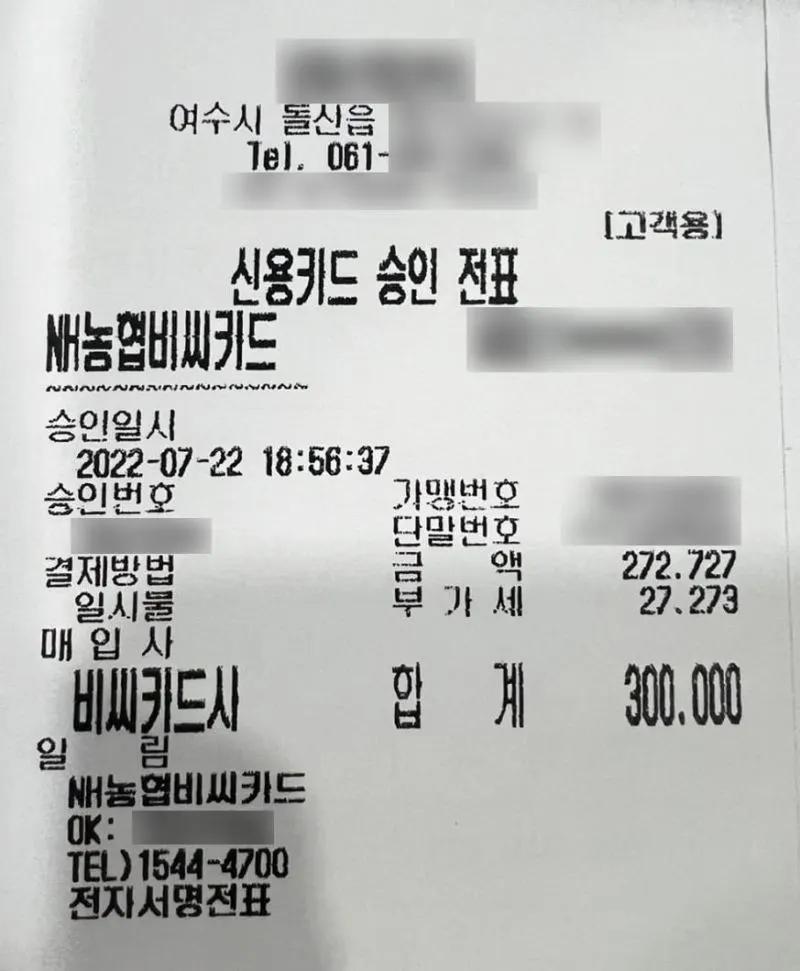 여수시 돌산읍
Tel. 061-
[고객용]
신용카드 승인 전표
NH농협비씨카드
~~~~~~~~~~~~~~~~~~~~
승인일시
2022-07-22 18:56:37
승인번호 가맹번호
단말번호
결제방법 금 액 272.727
일시불 부 가 세 27.273
매 입 사
비씨카드사 합 계 300.000
알 림
NH농협비씨카드
OK:
TEL)1544-4700
전자서명전표